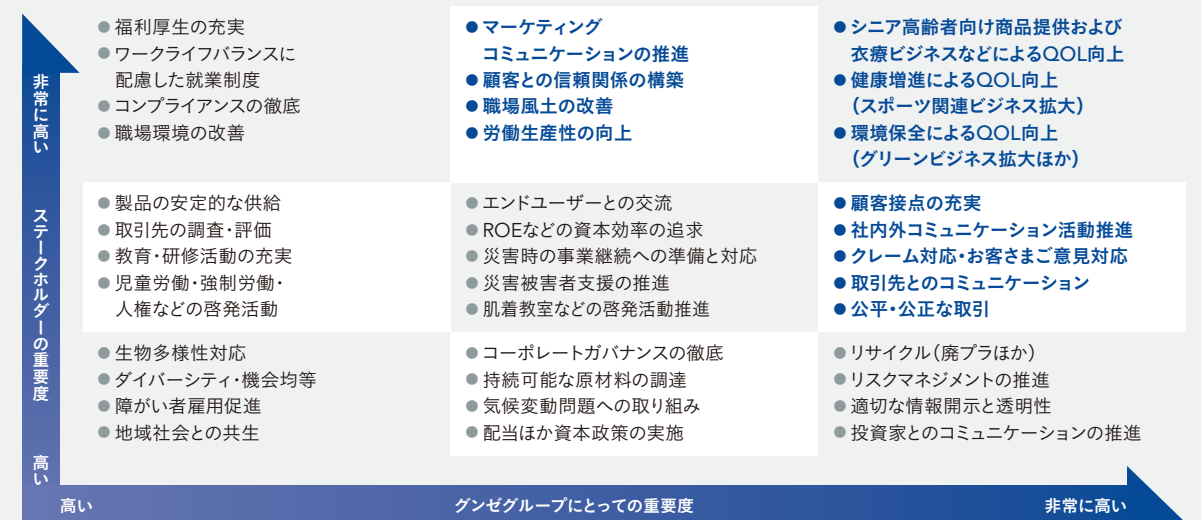 非常に高い
ステークホルダーの重要度
高い
● 福利厚生の充実
● ワークライフバランスに
配慮した就業制度
● コンプライアンスの徹底
● 職場環境の改善
● マーケティング
コミュニケーションの推進
● 顧客との信頼関係の構築
● 職場風土の改善
● 労働生産性の向上
● シニア高齢者向け商品提供および
衣療ビジネスなどによるQOL向上
● 健康増進によるQOL向上
(スポーツ関連ビジネス拡大)
● 環境保全によるQOL向上
(グリーンビジネス拡大ほか)
● 製品の安定的な供給
● 取引先の調査・評価
● 教育・研修活動の充実
● 児童労働・強制労働・
人権などの啓発活動
● エンドユーザーとの交流
● ROEなどの資本効率の追求
● 災害時の事業継続への準備と対応
● 災害被害者支援の推進
● 肌着教室などの啓発活動推進
● 顧客接点の充実
● 社内外コミュニケーション活動推進
● クレーム対応・お客さまご意見対応
● 取引先とのコミュニケーション
● 公平・公正な取引
● 生物多様性対応
● ダイバーシティ・機会均等
● 障がい者雇用促進
● 地域社会との共生
● コーポレートガバナンスの徹底
● 持続可能な原材料の調達
● 気候変動問題への取り組み
● 配当ほか資本政策の実施
● リサイクル(廃プラほか)
● リスクマネジメントの推進
● 適切な情報開示と透明性
● 投資家とのコミュニケーションの推進
高い
グンゼグループにとっての重要度
非常に高い